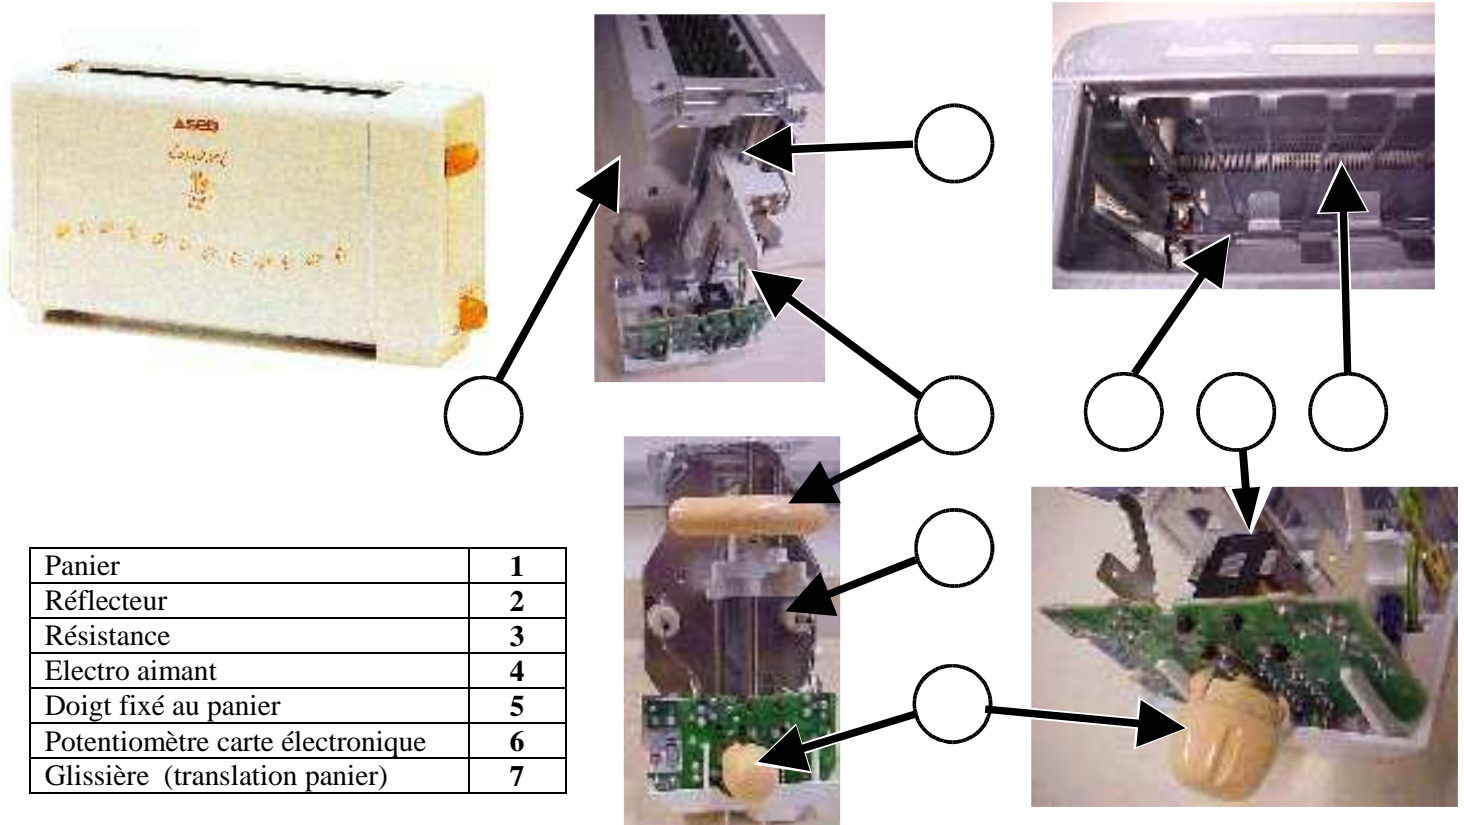 ASEB
Panier 1
Réflecteur 2
Résistance 3
Electro aimant 4
Doigt fixé au panier 5
Potentiomètre carte électronique 6
Glissière (translation panier) 7